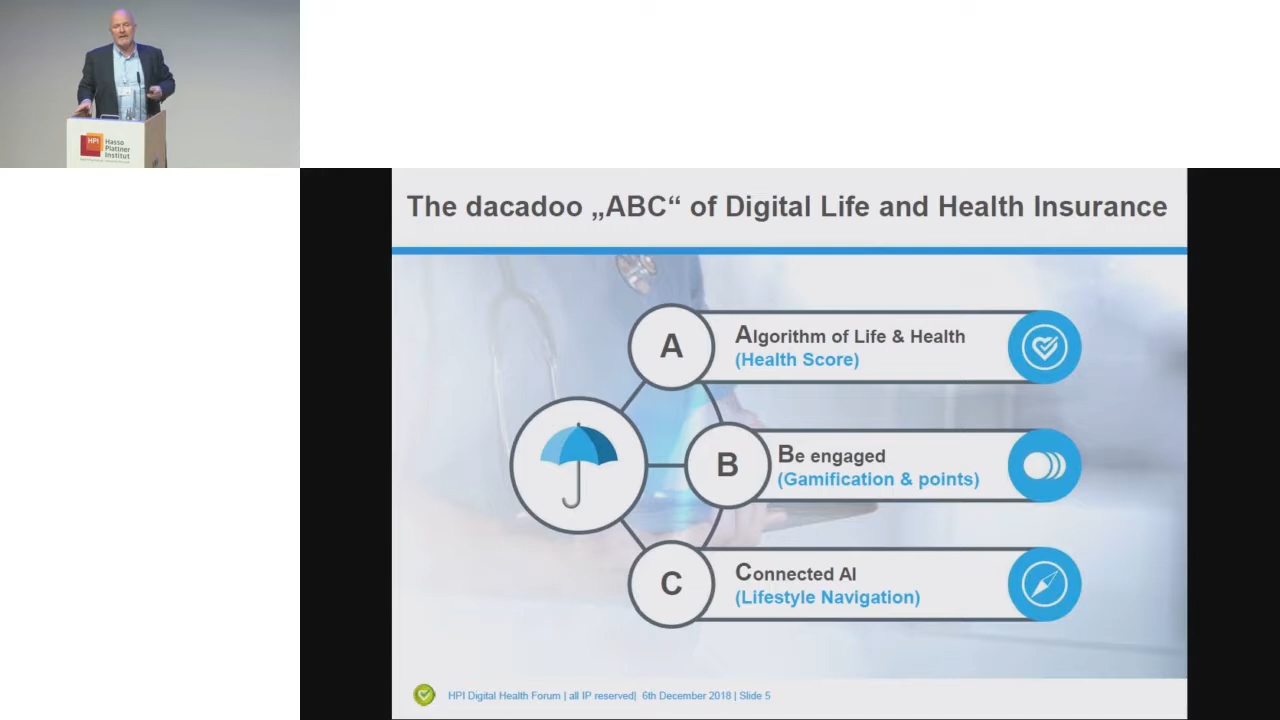 HPI
Hasso
Plattner
Institut
The dacadoo „ABC“ of Digital Life and Health Insurance
A
Algorithm of Life & Health
(Health Score)
B
Be engaged
(Gamification & points)
C
Connected AI
(Lifestyle Navigation)
HPI Digital Health Forum | all IP reserved| 6th December 2018 | Slide 5